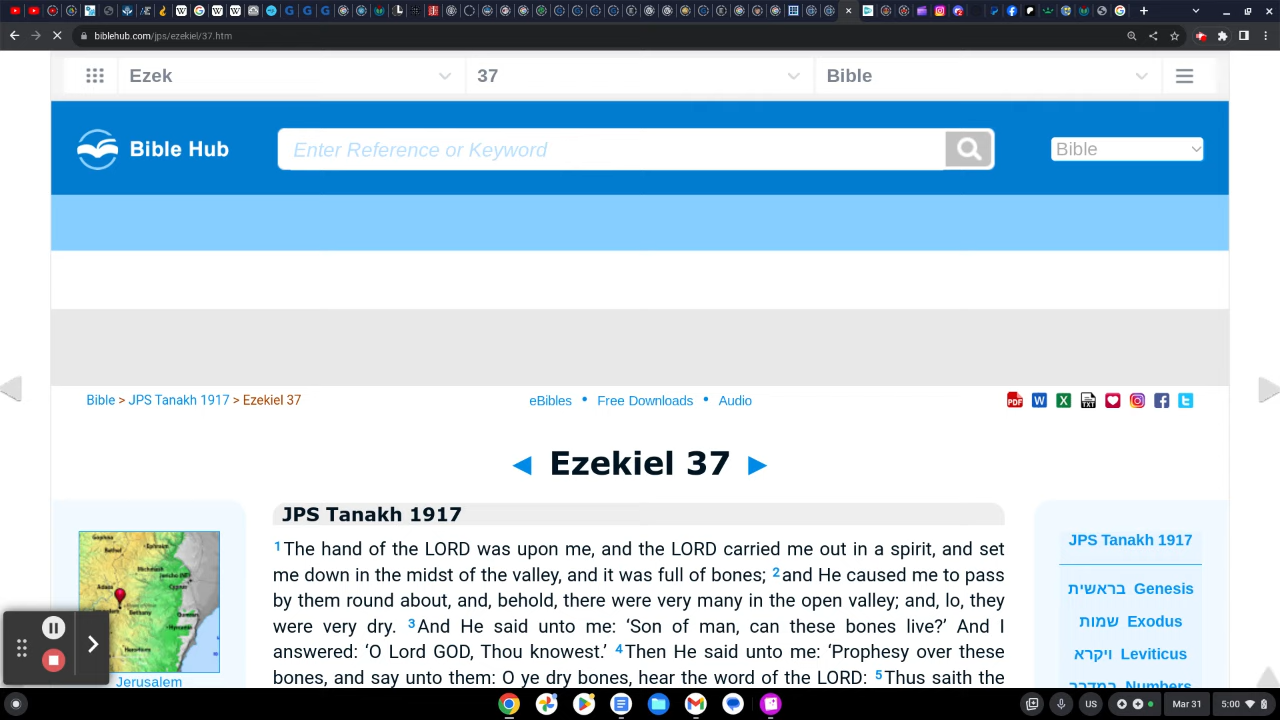 biblehub.com/jps/ezekiel/37.htm
Ezek 37 Bible
Bible Hub Enter Reference or Keyword Bible
Bible > JPS Tanakh 1917 > Ezekiel 37 eBibles • Free Downloads • Audio PDF W X TXT
◄ Ezekiel 37 ►
JPS Tanakh 1917
1The hand of the LORD was upon me, and the LORD carried me out in a spirit, and set
me down in the midst of the valley, and it was full of bones; 2and He caused me to pass
by them round about, and, behold, there were very many in the open valley; and, lo, they
were very dry. 3And He said unto me: ‘Son of man, can these bones live?’ And I
answered: ‘O Lord GOD, Thou knowest.’ 4Then He said unto me: ‘Prophesy over these
bones, and say unto them: O ye dry bones, hear the word of the LORD: 5Thus saith the
Jerusalem
JPS Tanakh 1917
בראשית Genesis
שמות Exodus
ויקרא Leviticus
במדבר Numbers
US Mar 31 5:00